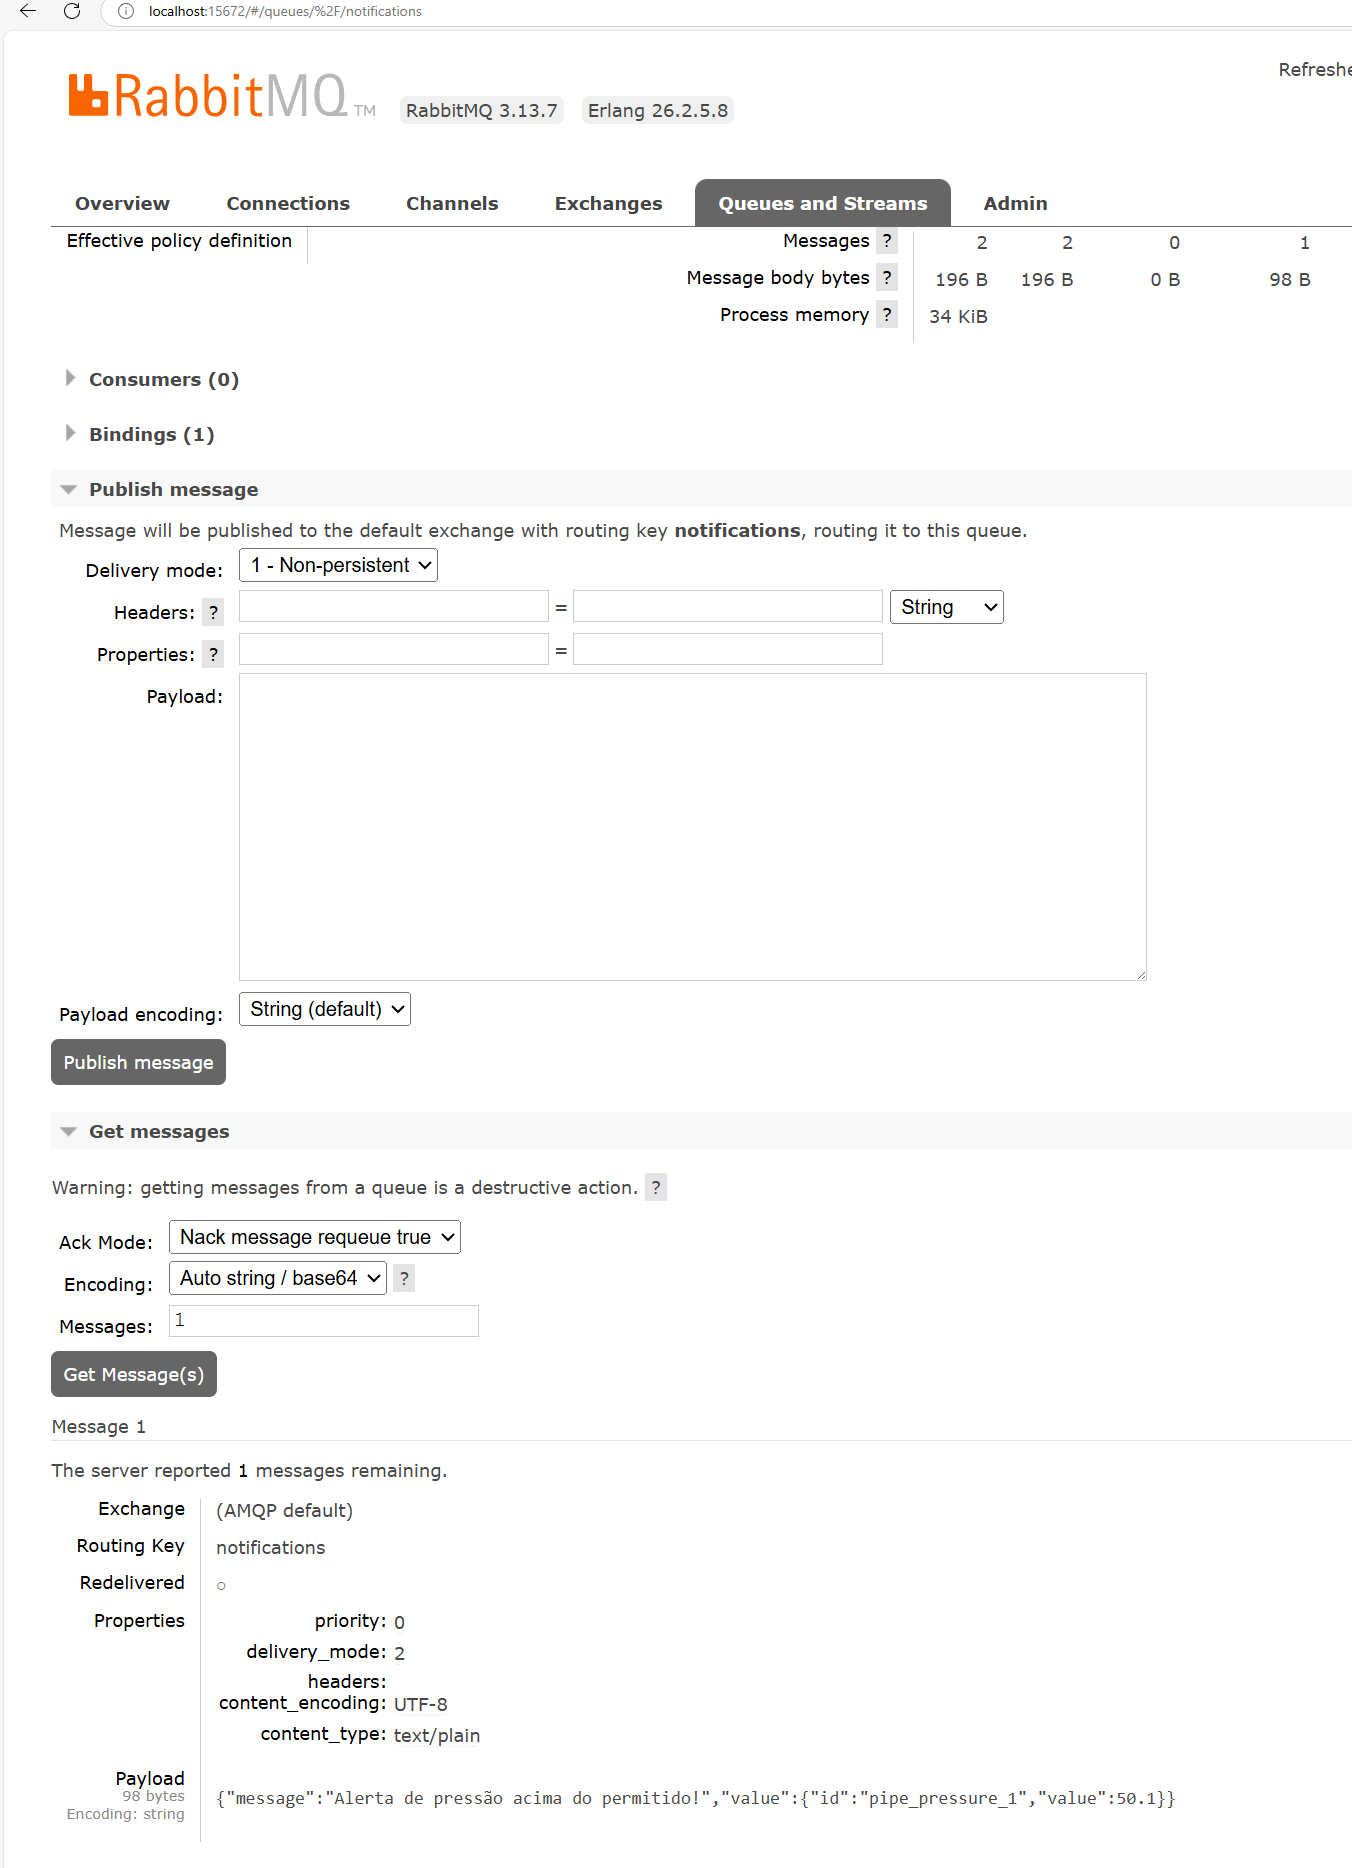 localhost:15672/#/queues/%2F/notifications
Refreshe
RabbitMQ TM RabbitMQ 3.13.7 Erlang 26.2.5.8
Overview Connections Channels Exchanges Queues and Streams Admin
Effective policy definition
Messages ? 2 2 0 1
Message body bytes ? 196 B 196 B 0 B 98 B
Process memory ? 34 KiB
Consumers (0)
Bindings (1)
Publish message
Message will be published to the default exchange with routing key notifications, routing it to this queue.
Delivery mode: 1 - Non-persistent
Headers: ? = String
Properties: ? =
Payload:
Payload encoding: String (default)
Publish message
Get messages
Warning: getting messages from a queue is a destructive action. ?
Ack Mode: Nack message requeue true
Encoding: Auto string / base64 ?
Messages: 1
Get Message(s)
Message 1
The server reported 1 messages remaining.
Exchange (AMQP default)
Routing Key notifications
Redelivered ○
Properties priority: 0
delivery_mode: 2
headers:
content_encoding: UTF-8
content_type: text/plain
Payload
98 bytes
Encoding: string
{"message":"Alerta de pressão acima do permitido!","value":{"id":"pipe_pressure_1","value":50.1}}